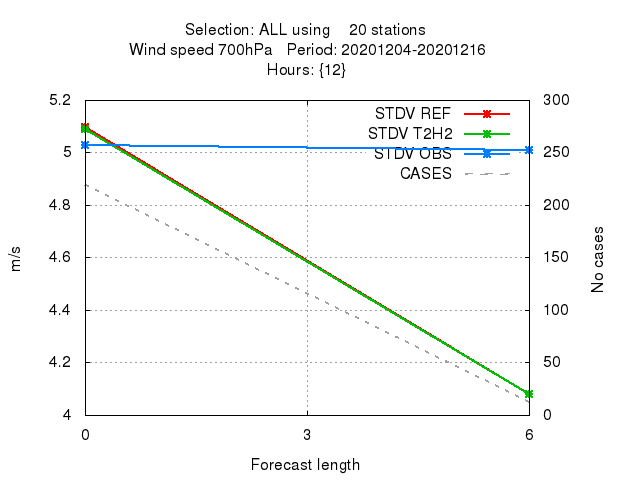 Selection: ALL using 20 stations
Wind speed 700hPa Period: 20201204-20201216
Hours: {12}
5.2
5
4.8
4.6
4.4
4.2
4
300
250
200
150
100
50
0
STDV REF
STDV T2H2
STDV OBS
CASES
m/s
No cases
0 3 6
Forecast length